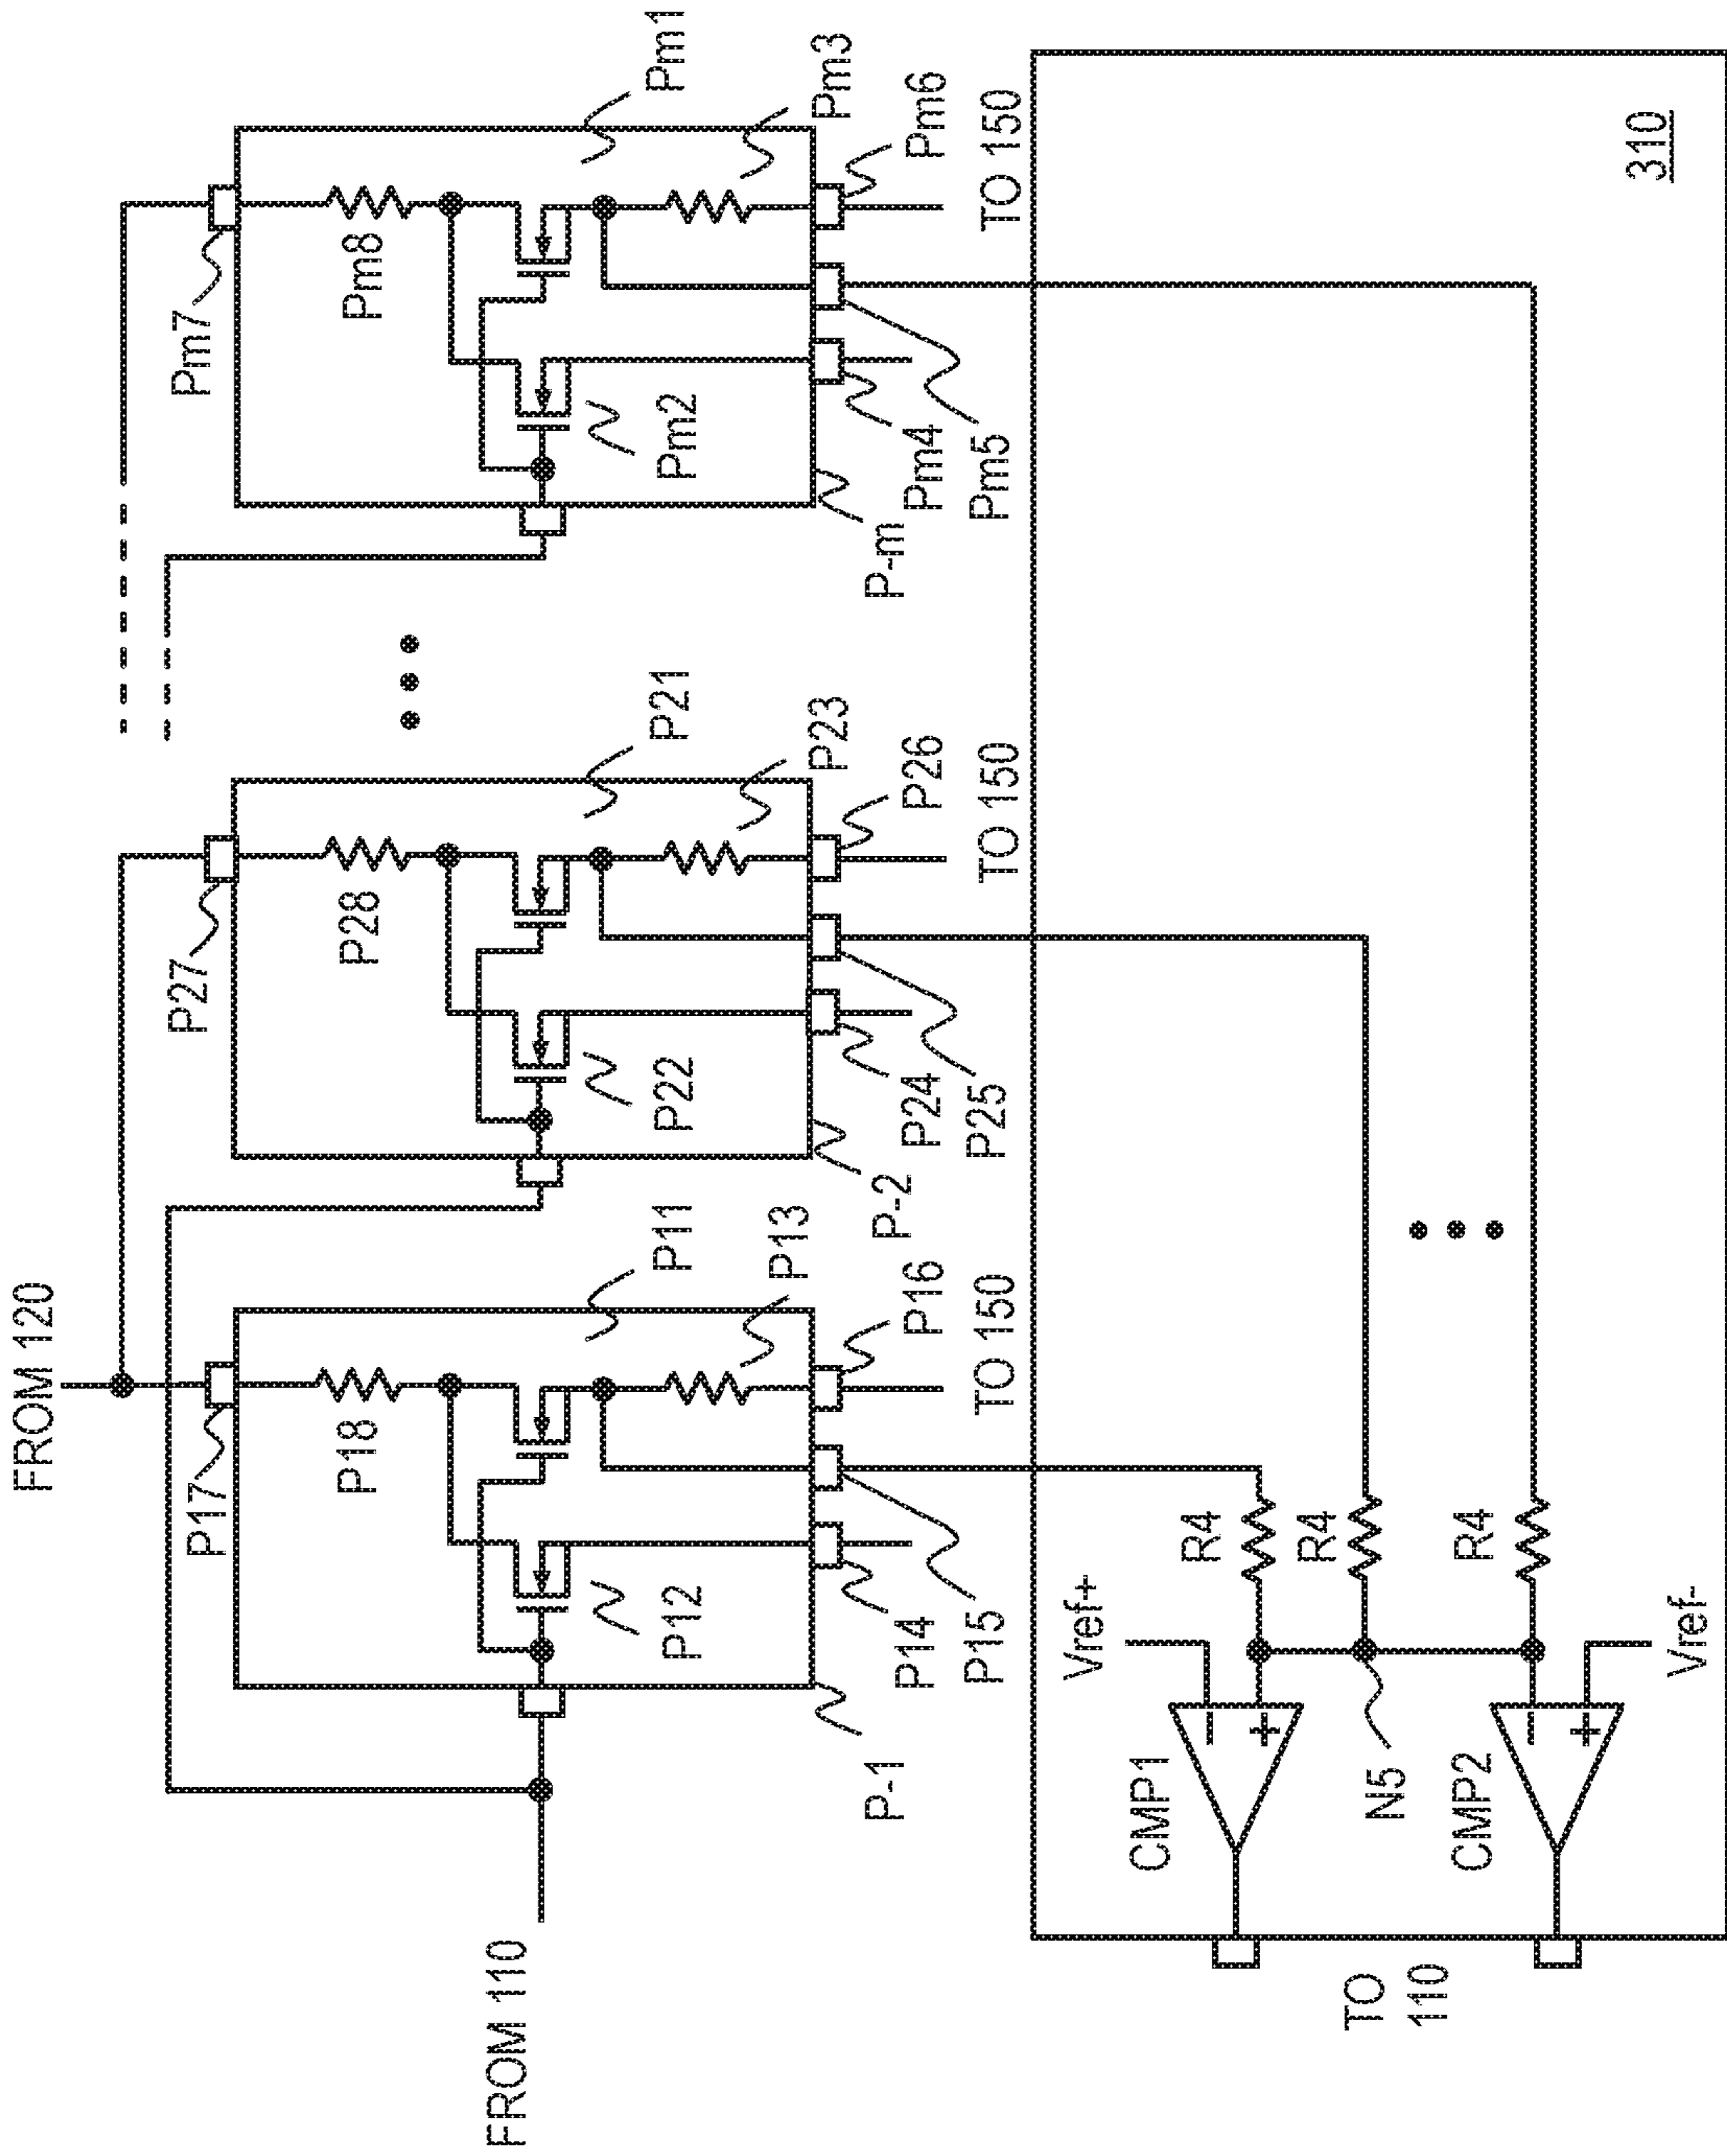 FROM 120
FROM 110
P17
P18
P11
P12
P13
P14
P15
P16
P-1
TO 150
P27
P28
P21
P22
P23
P24
P25
P26
P-2
TO 150
Pm7
Pm8
Pm1
Pm2
Pm3
Pm4
Pm5
Pm6
P-m
TO 150
310
R4
R4
R4
Vref+
Vref-
CMP1
− +
CMP2
− +
N5
TO
110